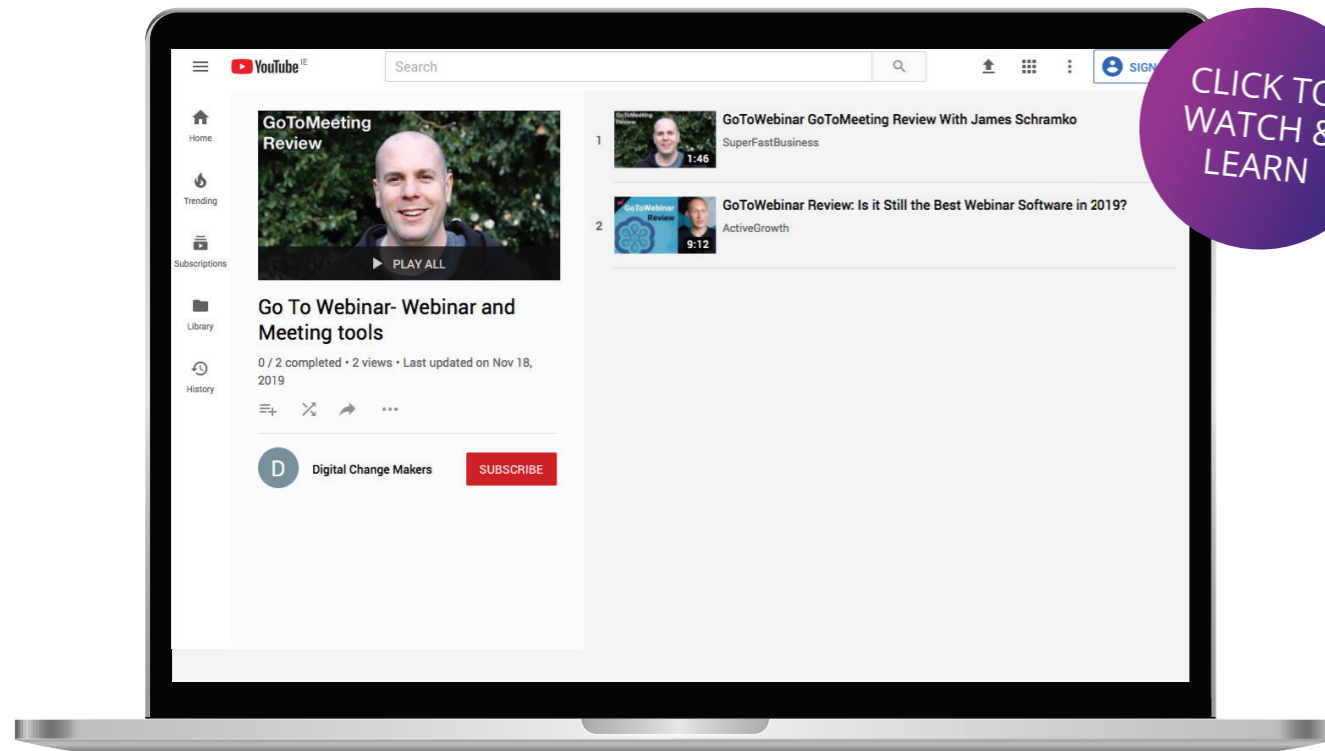 YouTube IE
Search
SIGN
CLICK TO
WATCH &
LEARN
Home
Trending
Subscriptions
Library
History
GoToMeeting
Review
PLAY ALL
Go To Webinar- Webinar and
Meeting tools
0 / 2 completed • 2 views • Last updated on Nov 18,
2019
D
Digital Change Makers
SUBSCRIBE
1
GoToMeeting
Review
1:46
GoToWebinar GoToMeeting Review With James Schramko
SuperFastBusiness
2
GoToWebinar
Review
9:12
GoToWebinar Review: Is it Still the Best Webinar Software in 2019?
ActiveGrowth